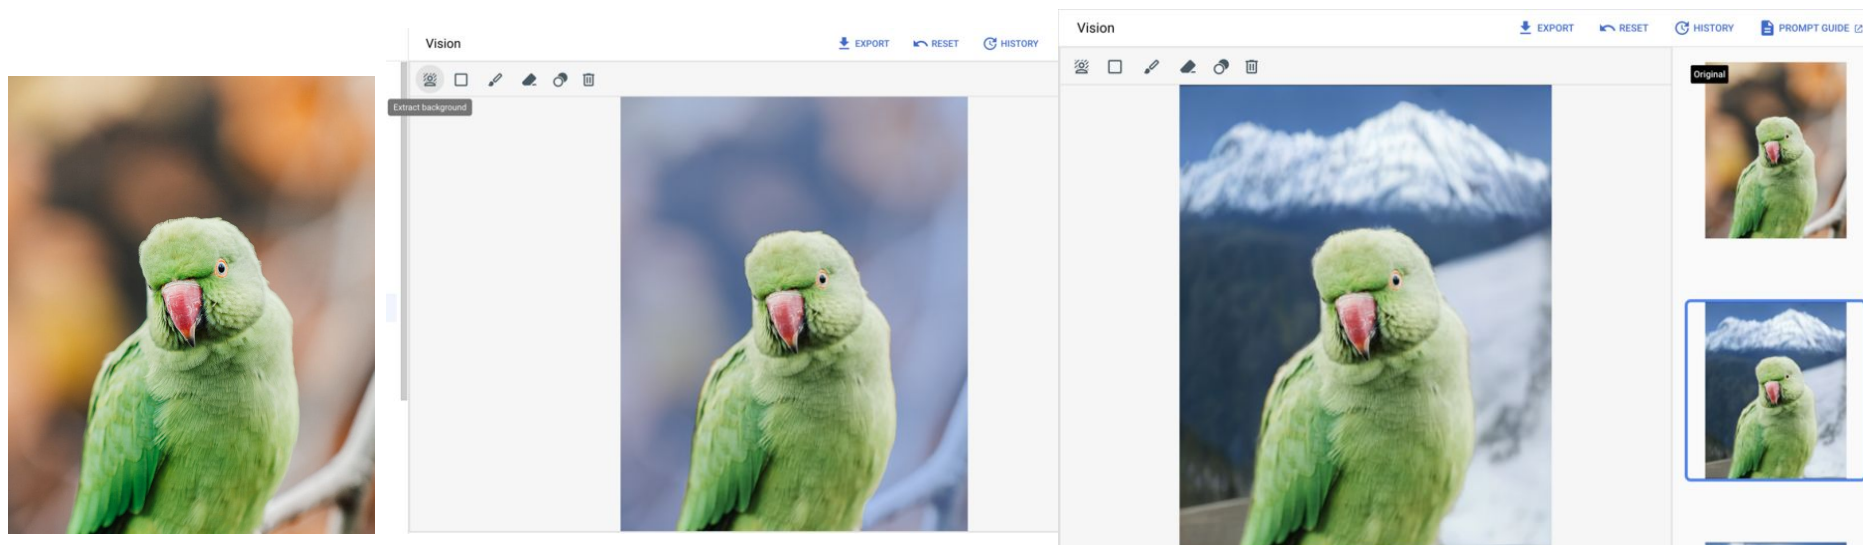 Vision
EXPORT
RESET
HISTORY
Extract background
Vision
EXPORT
RESET
HISTORY
PROMPT GUIDE
Original